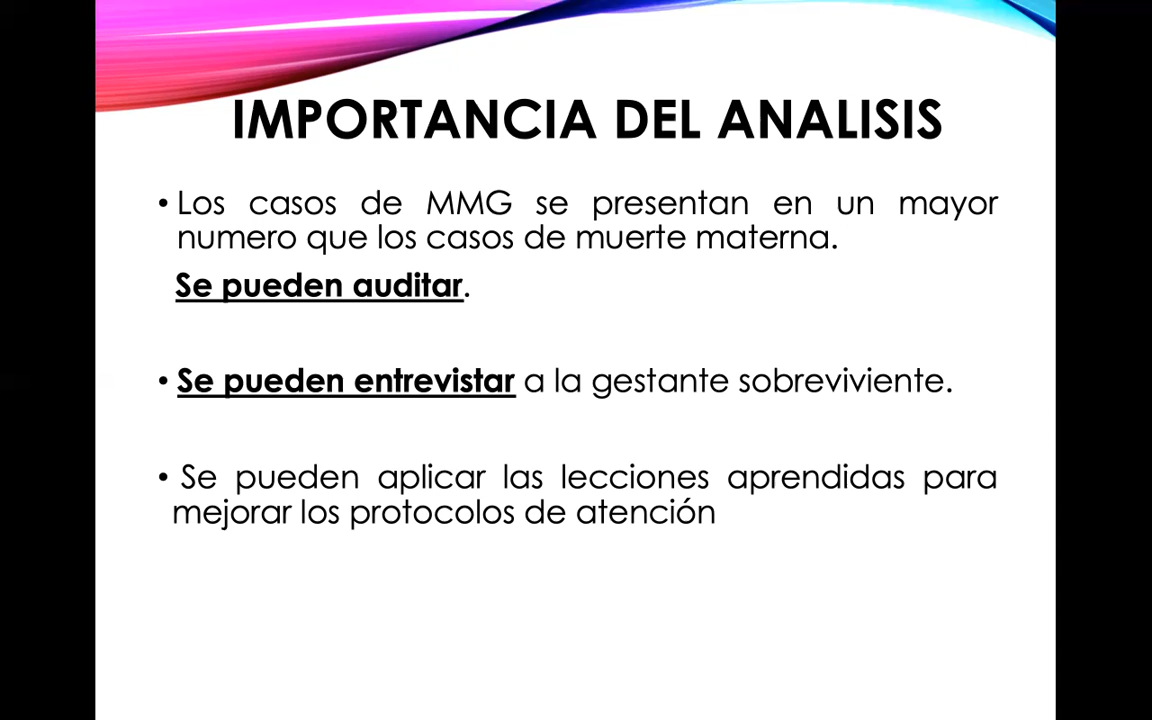 IMPORTANCIA DEL ANALISIS
• Los casos de MMG se presentan en un mayor
numero que los casos de muerte materna.
Se pueden auditar.
• Se pueden entrevistar a la gestante sobreviviente.
• Se pueden aplicar las lecciones aprendidas para
mejorar los protocolos de atención